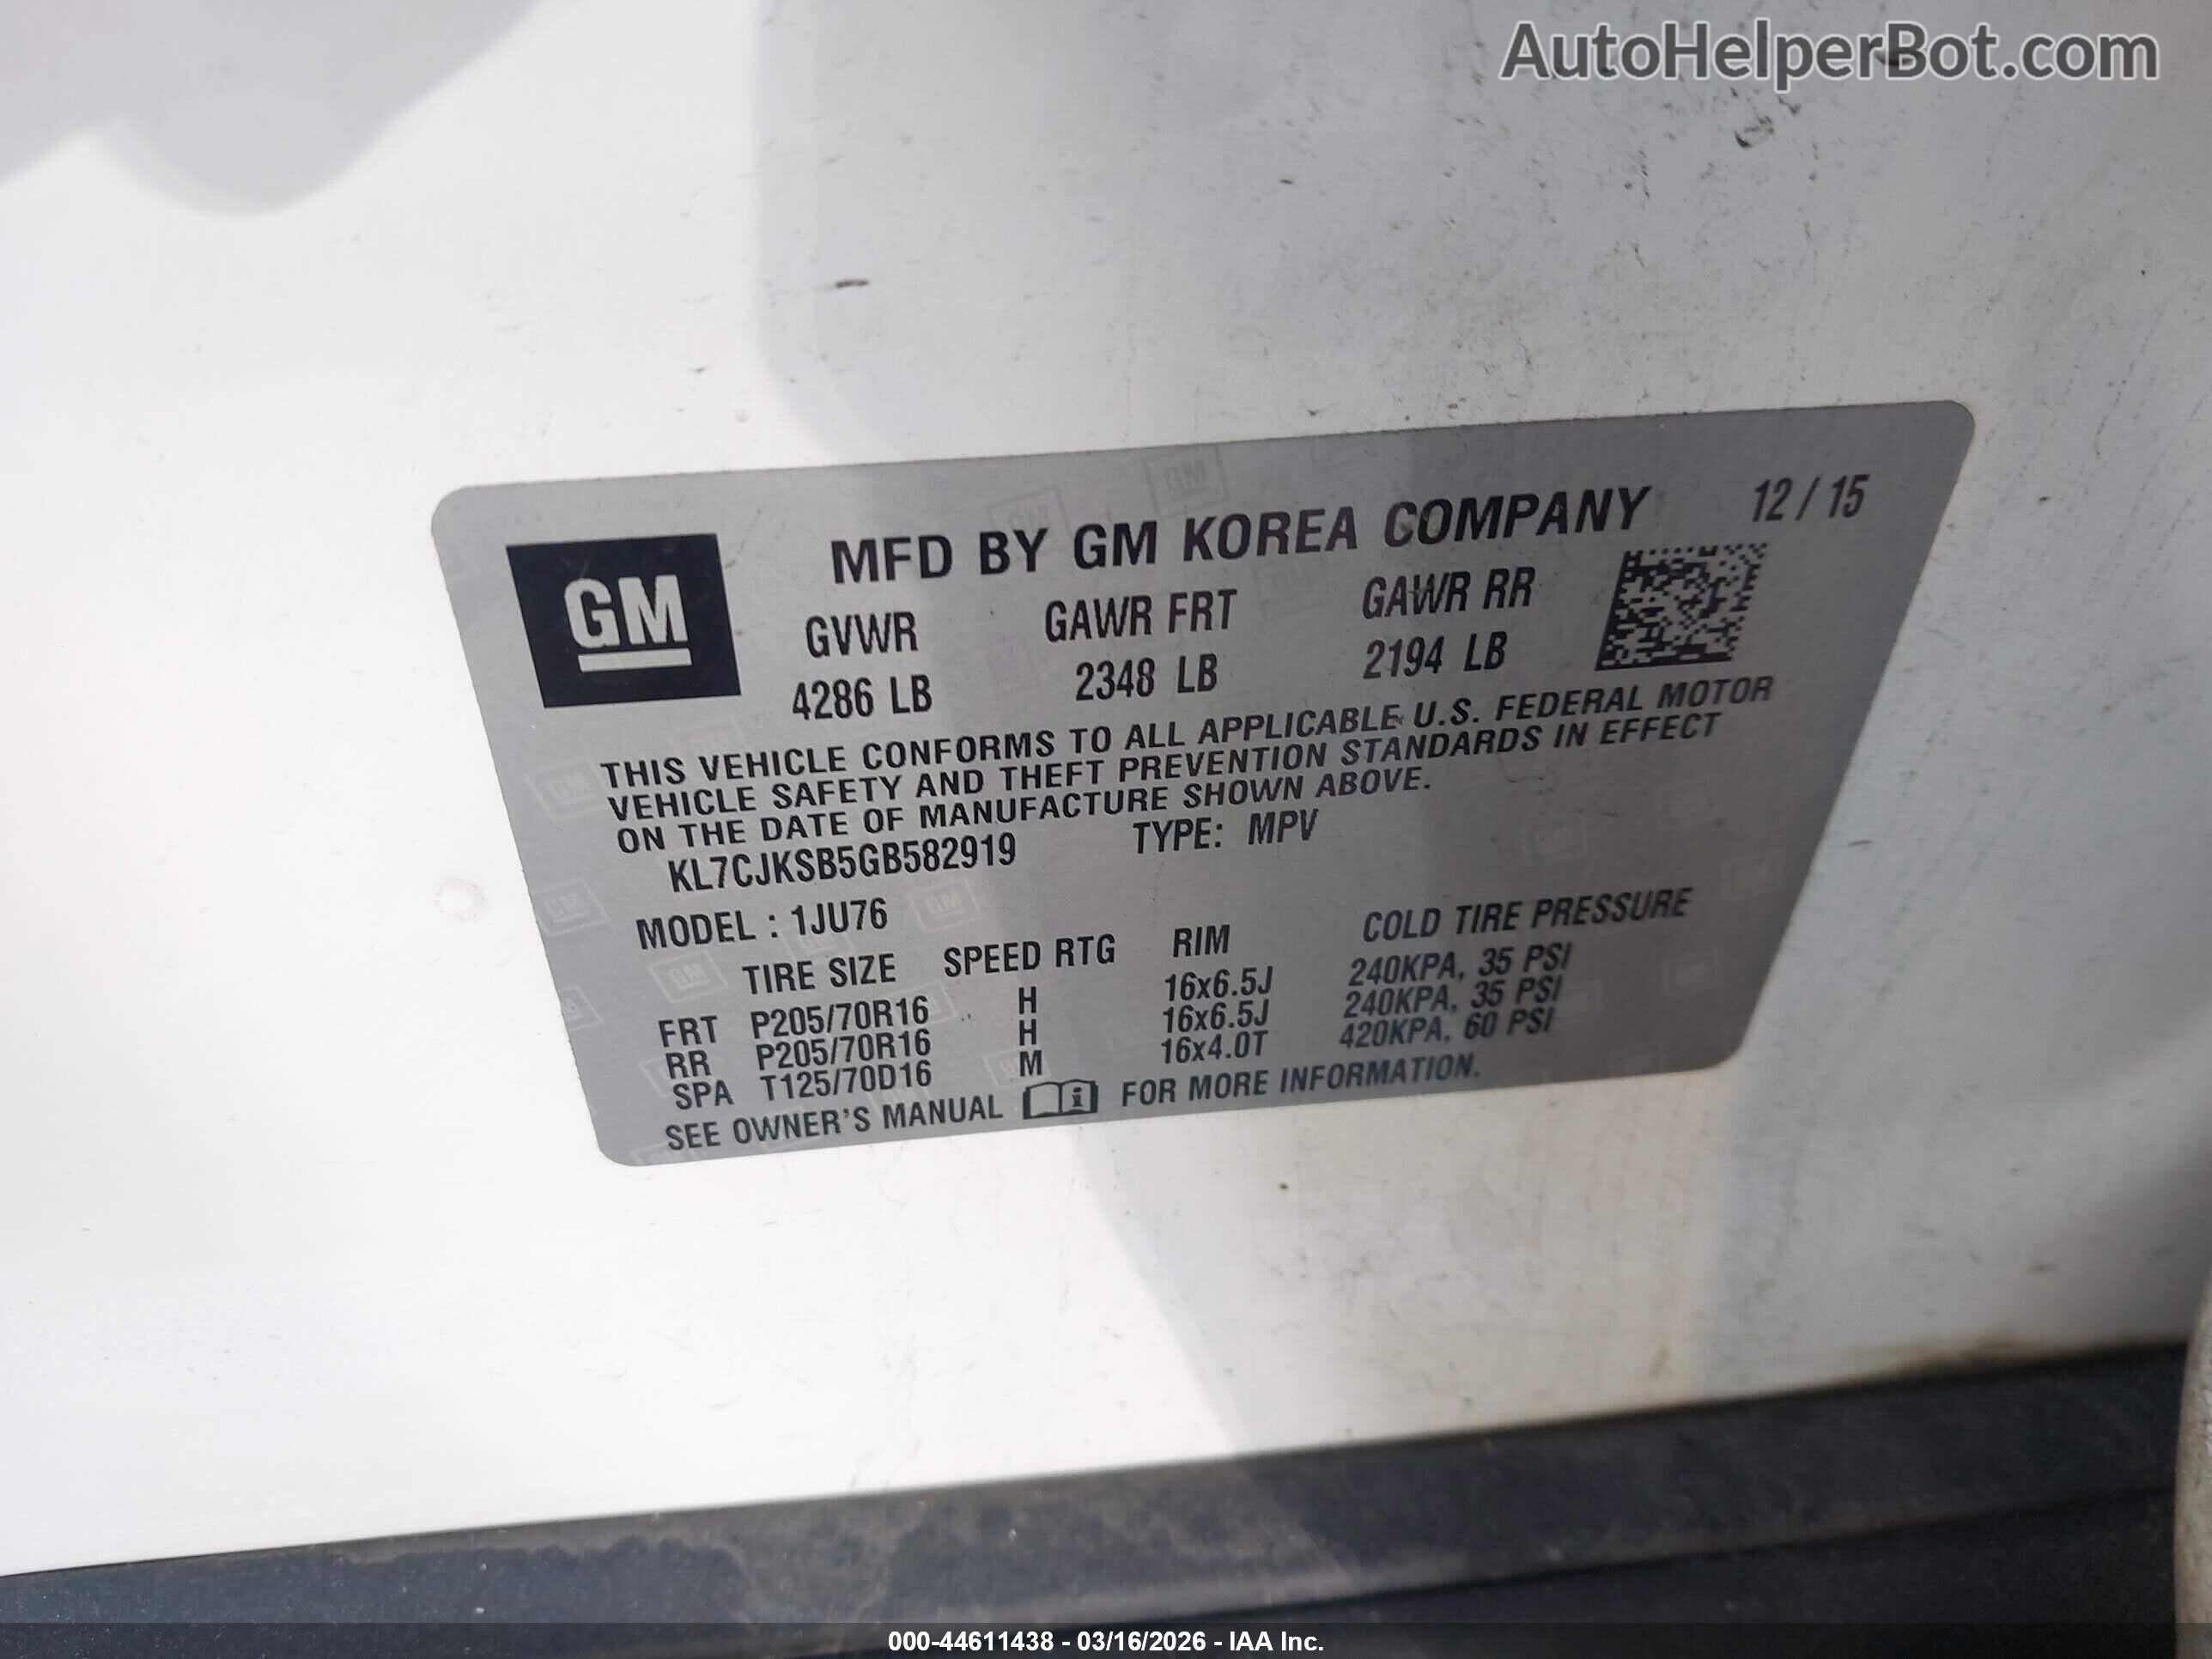 AutoHelperBot.com
MFD BY GM KOREA COMPANY 12 / 15
GM
GVWR GAWR FRT GAWR RR
4286 LB 2348 LB 2194 LB
THIS VEHICLE CONFORMS TO ALL APPLICABLE U.S. FEDERAL MOTOR
VEHICLE SAFETY AND THEFT PREVENTION STANDARDS IN EFFECT
ON THE DATE OF MANUFACTURE SHOWN ABOVE.
KL7CJKSB5GB582919 TYPE: MPV
MODEL : 1JU76
TIRE SIZE SPEED RTG RIM COLD TIRE PRESSURE
FRT P205/70R16 H 16x6.5J 240KPA, 35 PSI
RR P205/70R16 H 16x6.5J 240KPA, 35 PSI
SPA T125/70D16 M 16x4.0T 420KPA, 60 PSI
SEE OWNER'S MANUAL i FOR MORE INFORMATION.
000-44611438 - 03/16/2026 - IAA Inc.